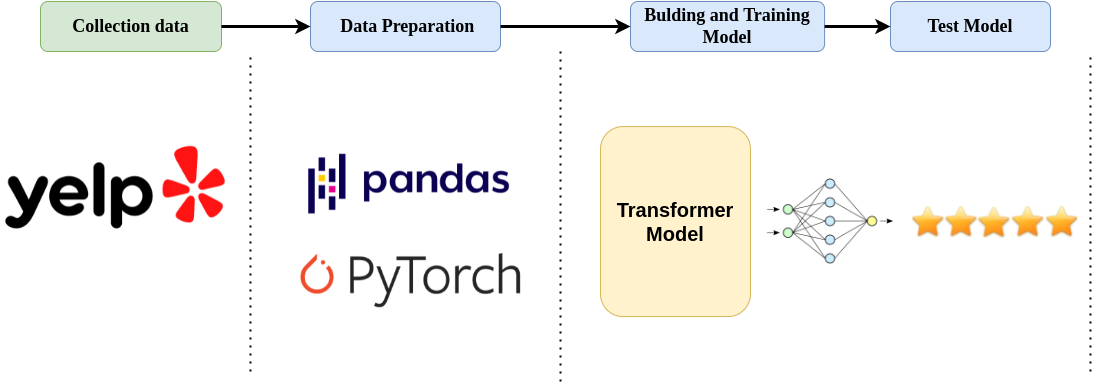 Collection data
Data Preparation
Bulding and Training
Model
Test Model
yelp
pandas
PyTorch
Transformer
Model